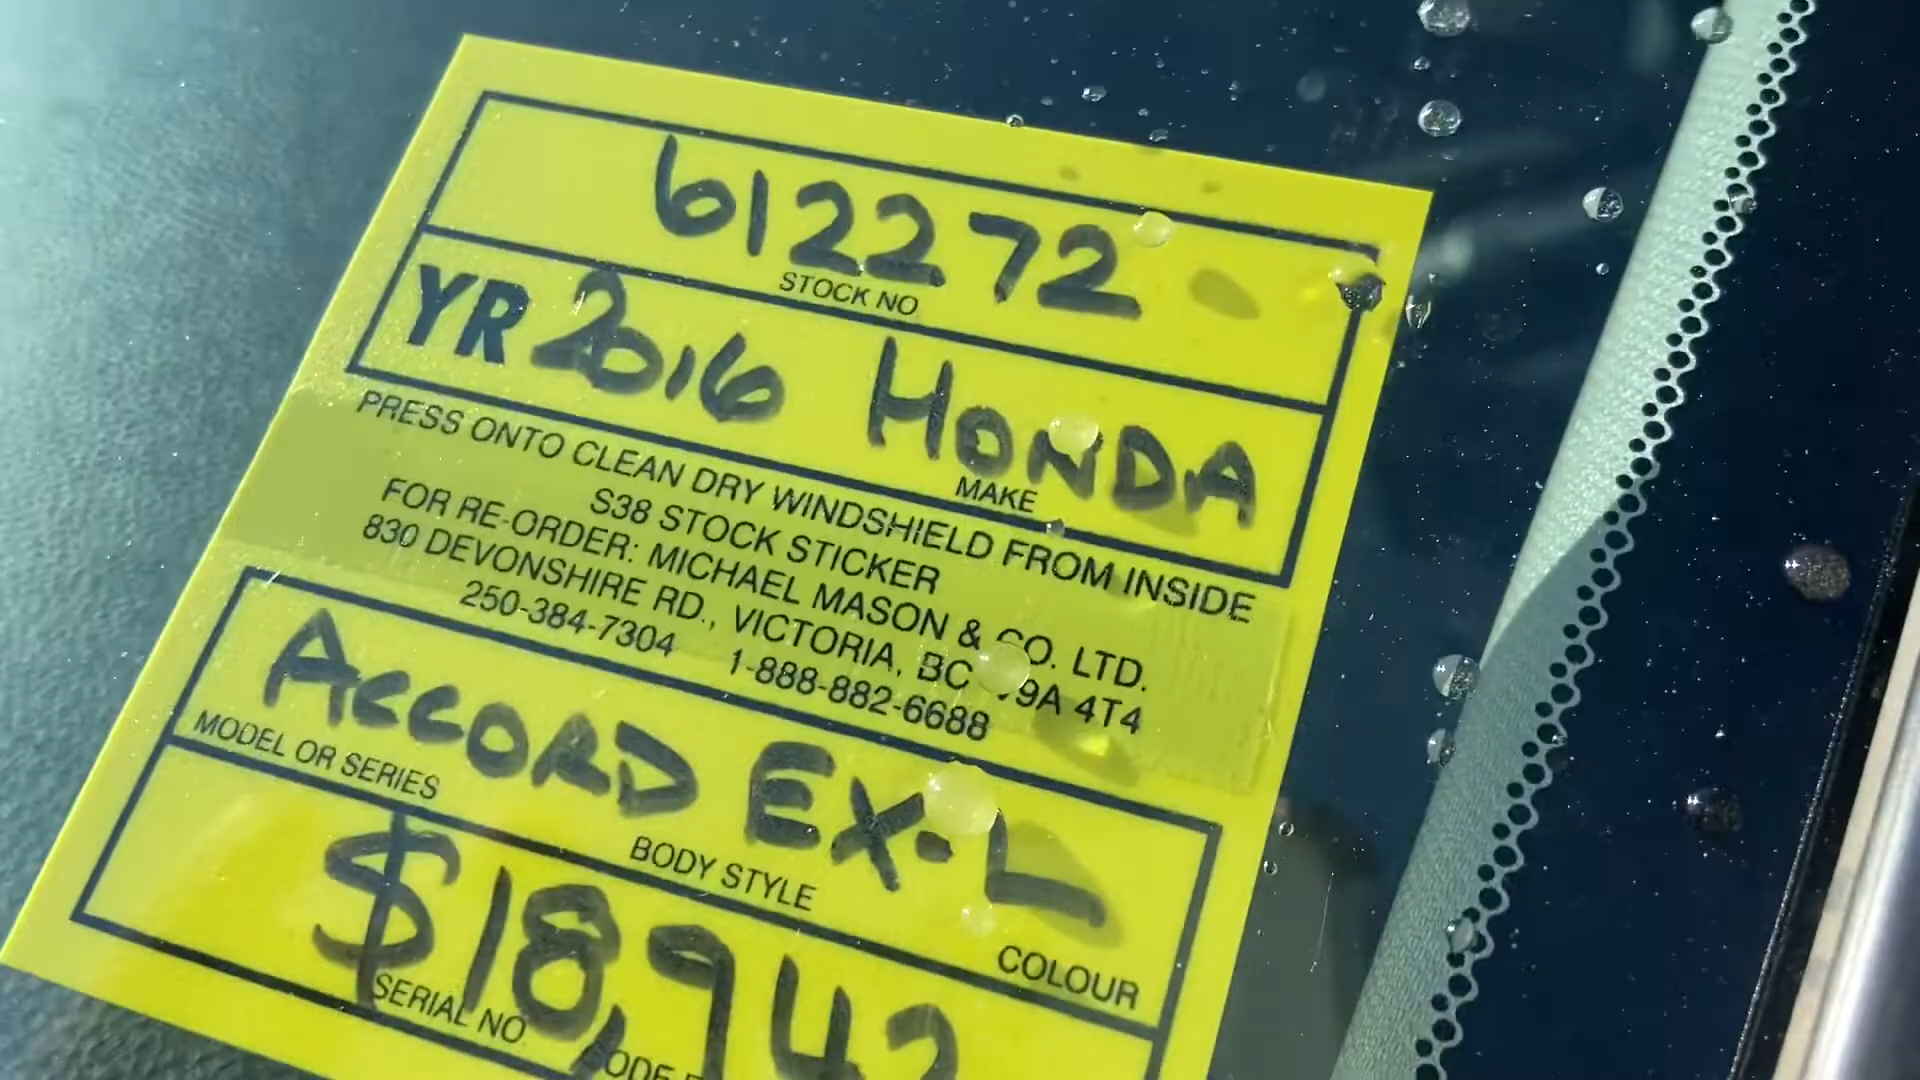 612272
STOCK NO
YR 2016 HONDA
MAKE
PRESS ONTO CLEAN DRY WINDSHIELD FROM INSIDE
S38 STOCK STICKER
FOR RE-ORDER: MICHAEL MASON & CO. LTD.
830 DEVONSHIRE RD., VICTORIA, BC 9A 4T4
250-384-7304 1-888-882-6688
ACCORD EX-L
MODEL OR SERIES
BODY STYLE
COLOUR
$18,942
SERIAL NO.